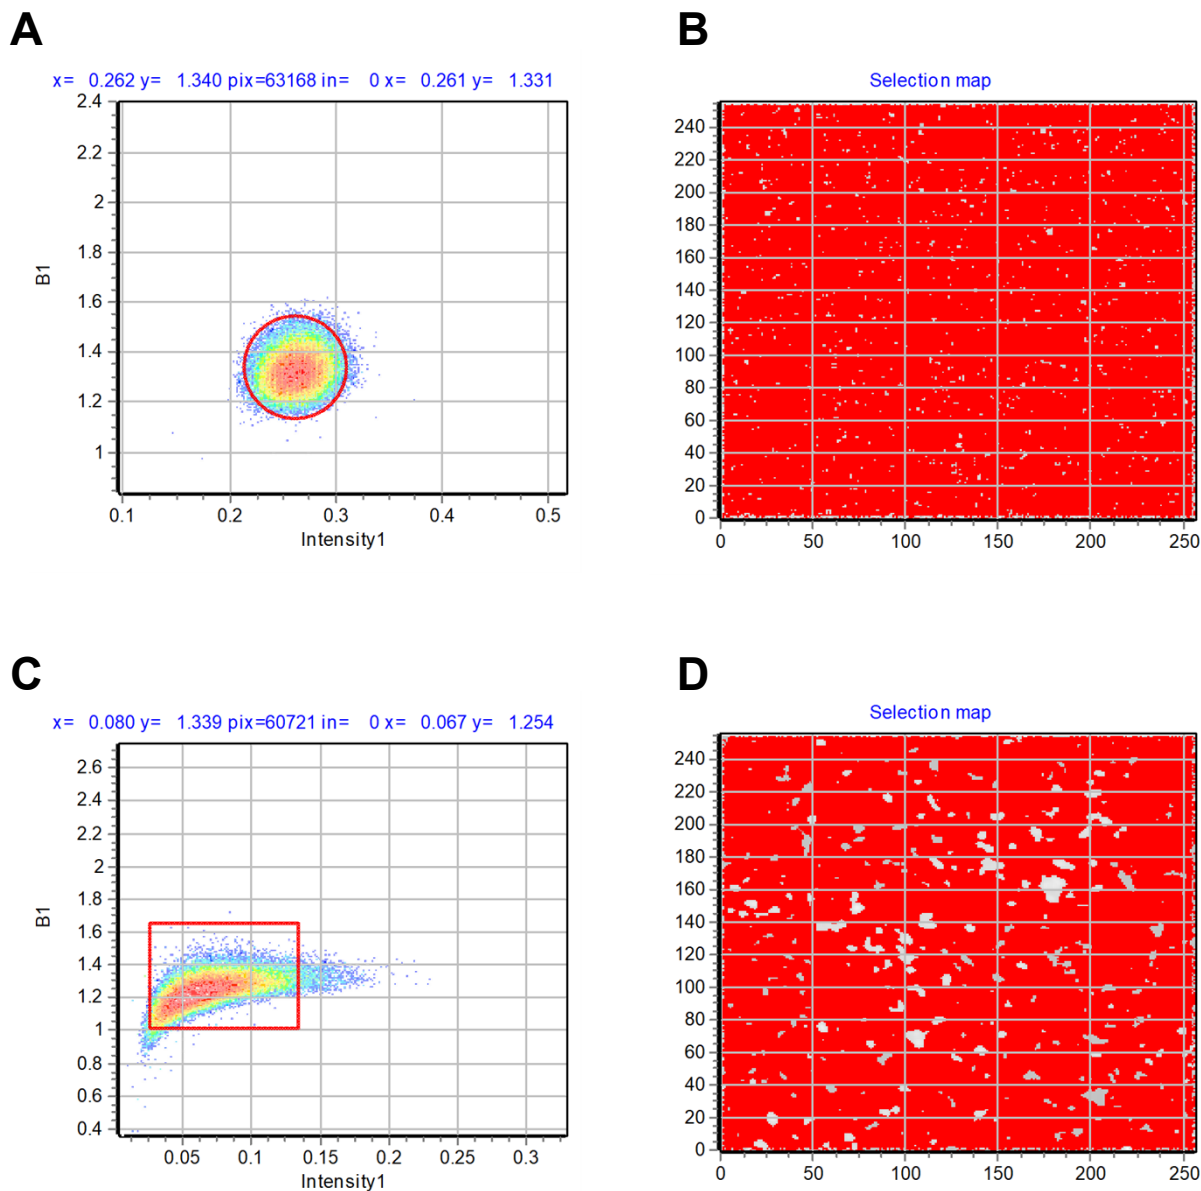 A
B
x= 0.262 y= 1.340 pix=63168 in= 0 x= 0.261 y= 1.331
2.4
2.2
2
1.8
1.6
1.4
1.2
1
B1
0.1 0.2 0.3 0.4 0.5
Intensity1
Selection map
240
220
200
180
160
140
120
100
80
60
40
20
0
0 50 100 150 200 250
C
D
x= 0.080 y= 1.339 pix=60721 in= 0 x= 0.067 y= 1.254
2.6
2.4
2.2
2
1.8
1.6
1.4
1.2
1
0.8
0.6
0.4
B1
0.05 0.1 0.15 0.2 0.25 0.3
Intensity1
Selection map
240
220
200
180
160
140
120
100
80
60
40
20
0
0 50 100 150 200 250